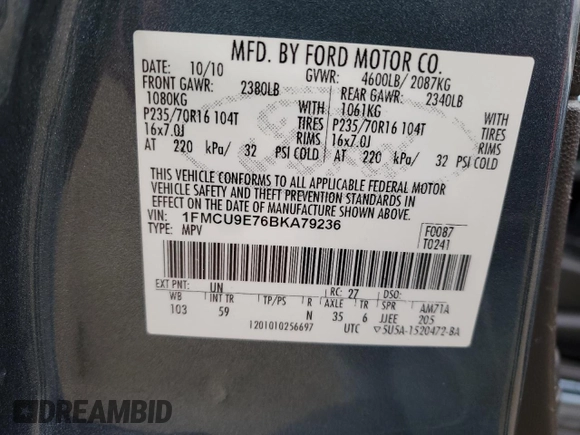 MFD. BY FORD MOTOR CO.
DATE: 10/10 GVWR: 4600LB/ 2087KG
FRONT GAWR: 2380LB REAR GAWR: 2340LB
1080KG WITH 1061KG WITH
P235/70R16 104T TIRES P235/70R16 104T TIRES
16x7.0J RIMS 16x7.0J RIMS
AT 220 kPa/ 32 PSI COLD AT 220 kPa/ 32 PSI COLD
THIS VEHICLE CONFORMS TO ALL APPLICABLE FEDERAL MOTOR
VEHICLE SAFETY AND THEFT PREVENTION STANDARDS IN
EFFECT ON THE DATE OF MANUFACTURE SHOWN ABOVE.
VIN: 1FMCU9E76BKA79236 F0087
TYPE: MPV T0241
EXT PNT: UN RC: 27 DSO:
WB INT TR TP/PS R AXLE TR SPR AM71A
103 59 N 35 6 JJEE 205
1201010256697 UTC 5U5A-1520472-BA
DREAMBID